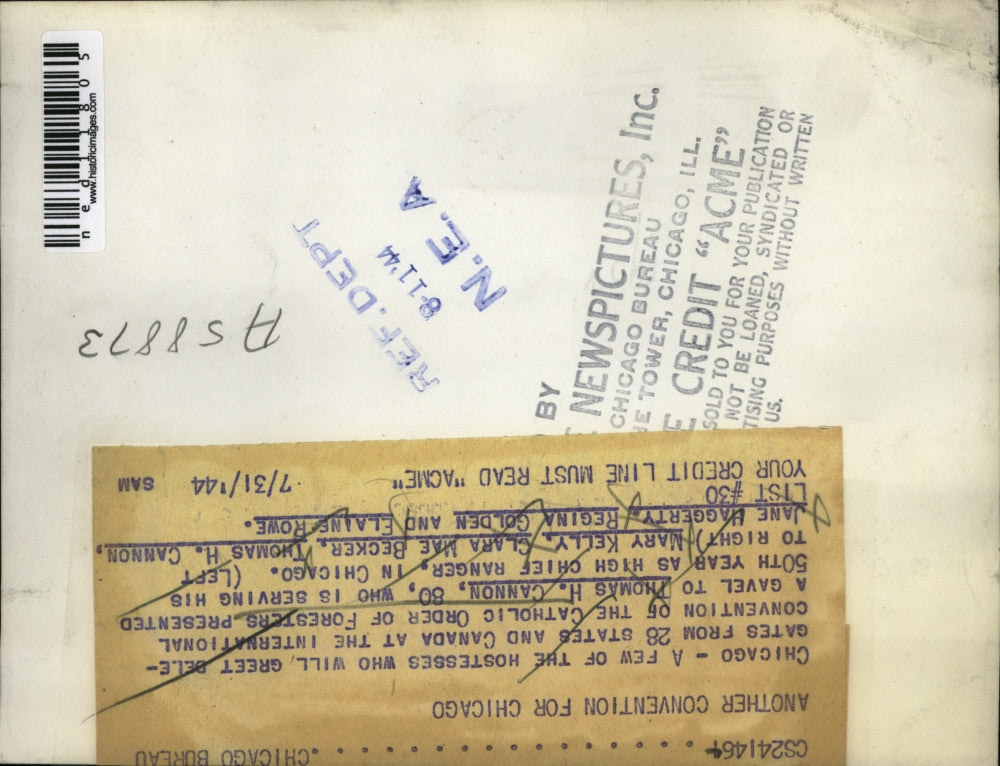 CS241464 . . . . . . . . . . . . . . CHICAGO BUREAU
ANOTHER CONVENTION FOR CHICAGO
CHICAGO - A FEW OF THE HOSTESSES WHO WILL GREET DELE-
GATES FROM 28 STATES AND CANADA AT THE INTERNATIONAL
CONVENTION OF THE CATHOLIC ORDER OF FORESTERS PRESENTED
A GAVEL TO THOMAS H. CANNON, 80, WHO IS SERVING HIS
50TH YEAR AS HIGH CHIEF RANGER, IN CHICAGO. (LEFT
TO RIGHT) MARY KELLY, CLARA MAE BECKER, THOMAS H. CANNON,
JANE HAGGERTY, REGINA GOLDEN AND ELAINE ROWE.
LIST #30
YOUR CREDIT LINE MUST READ "ACME" 7/31/'44 SAM
BY
NEWSPICTURES, Inc.
CHICAGO BUREAU
NE TOWER, CHICAGO, ILL.
E CREDIT "ACME"
SOLD TO YOU FOR YOUR PUBLICATION
NOT BE LOANED, SYNDICATED OR
TISING PURPOSES WITHOUT WRITTEN
US.
REF. DEPT
8-11'44
N.E.A
A58873
www.historicimages.com
ned11805